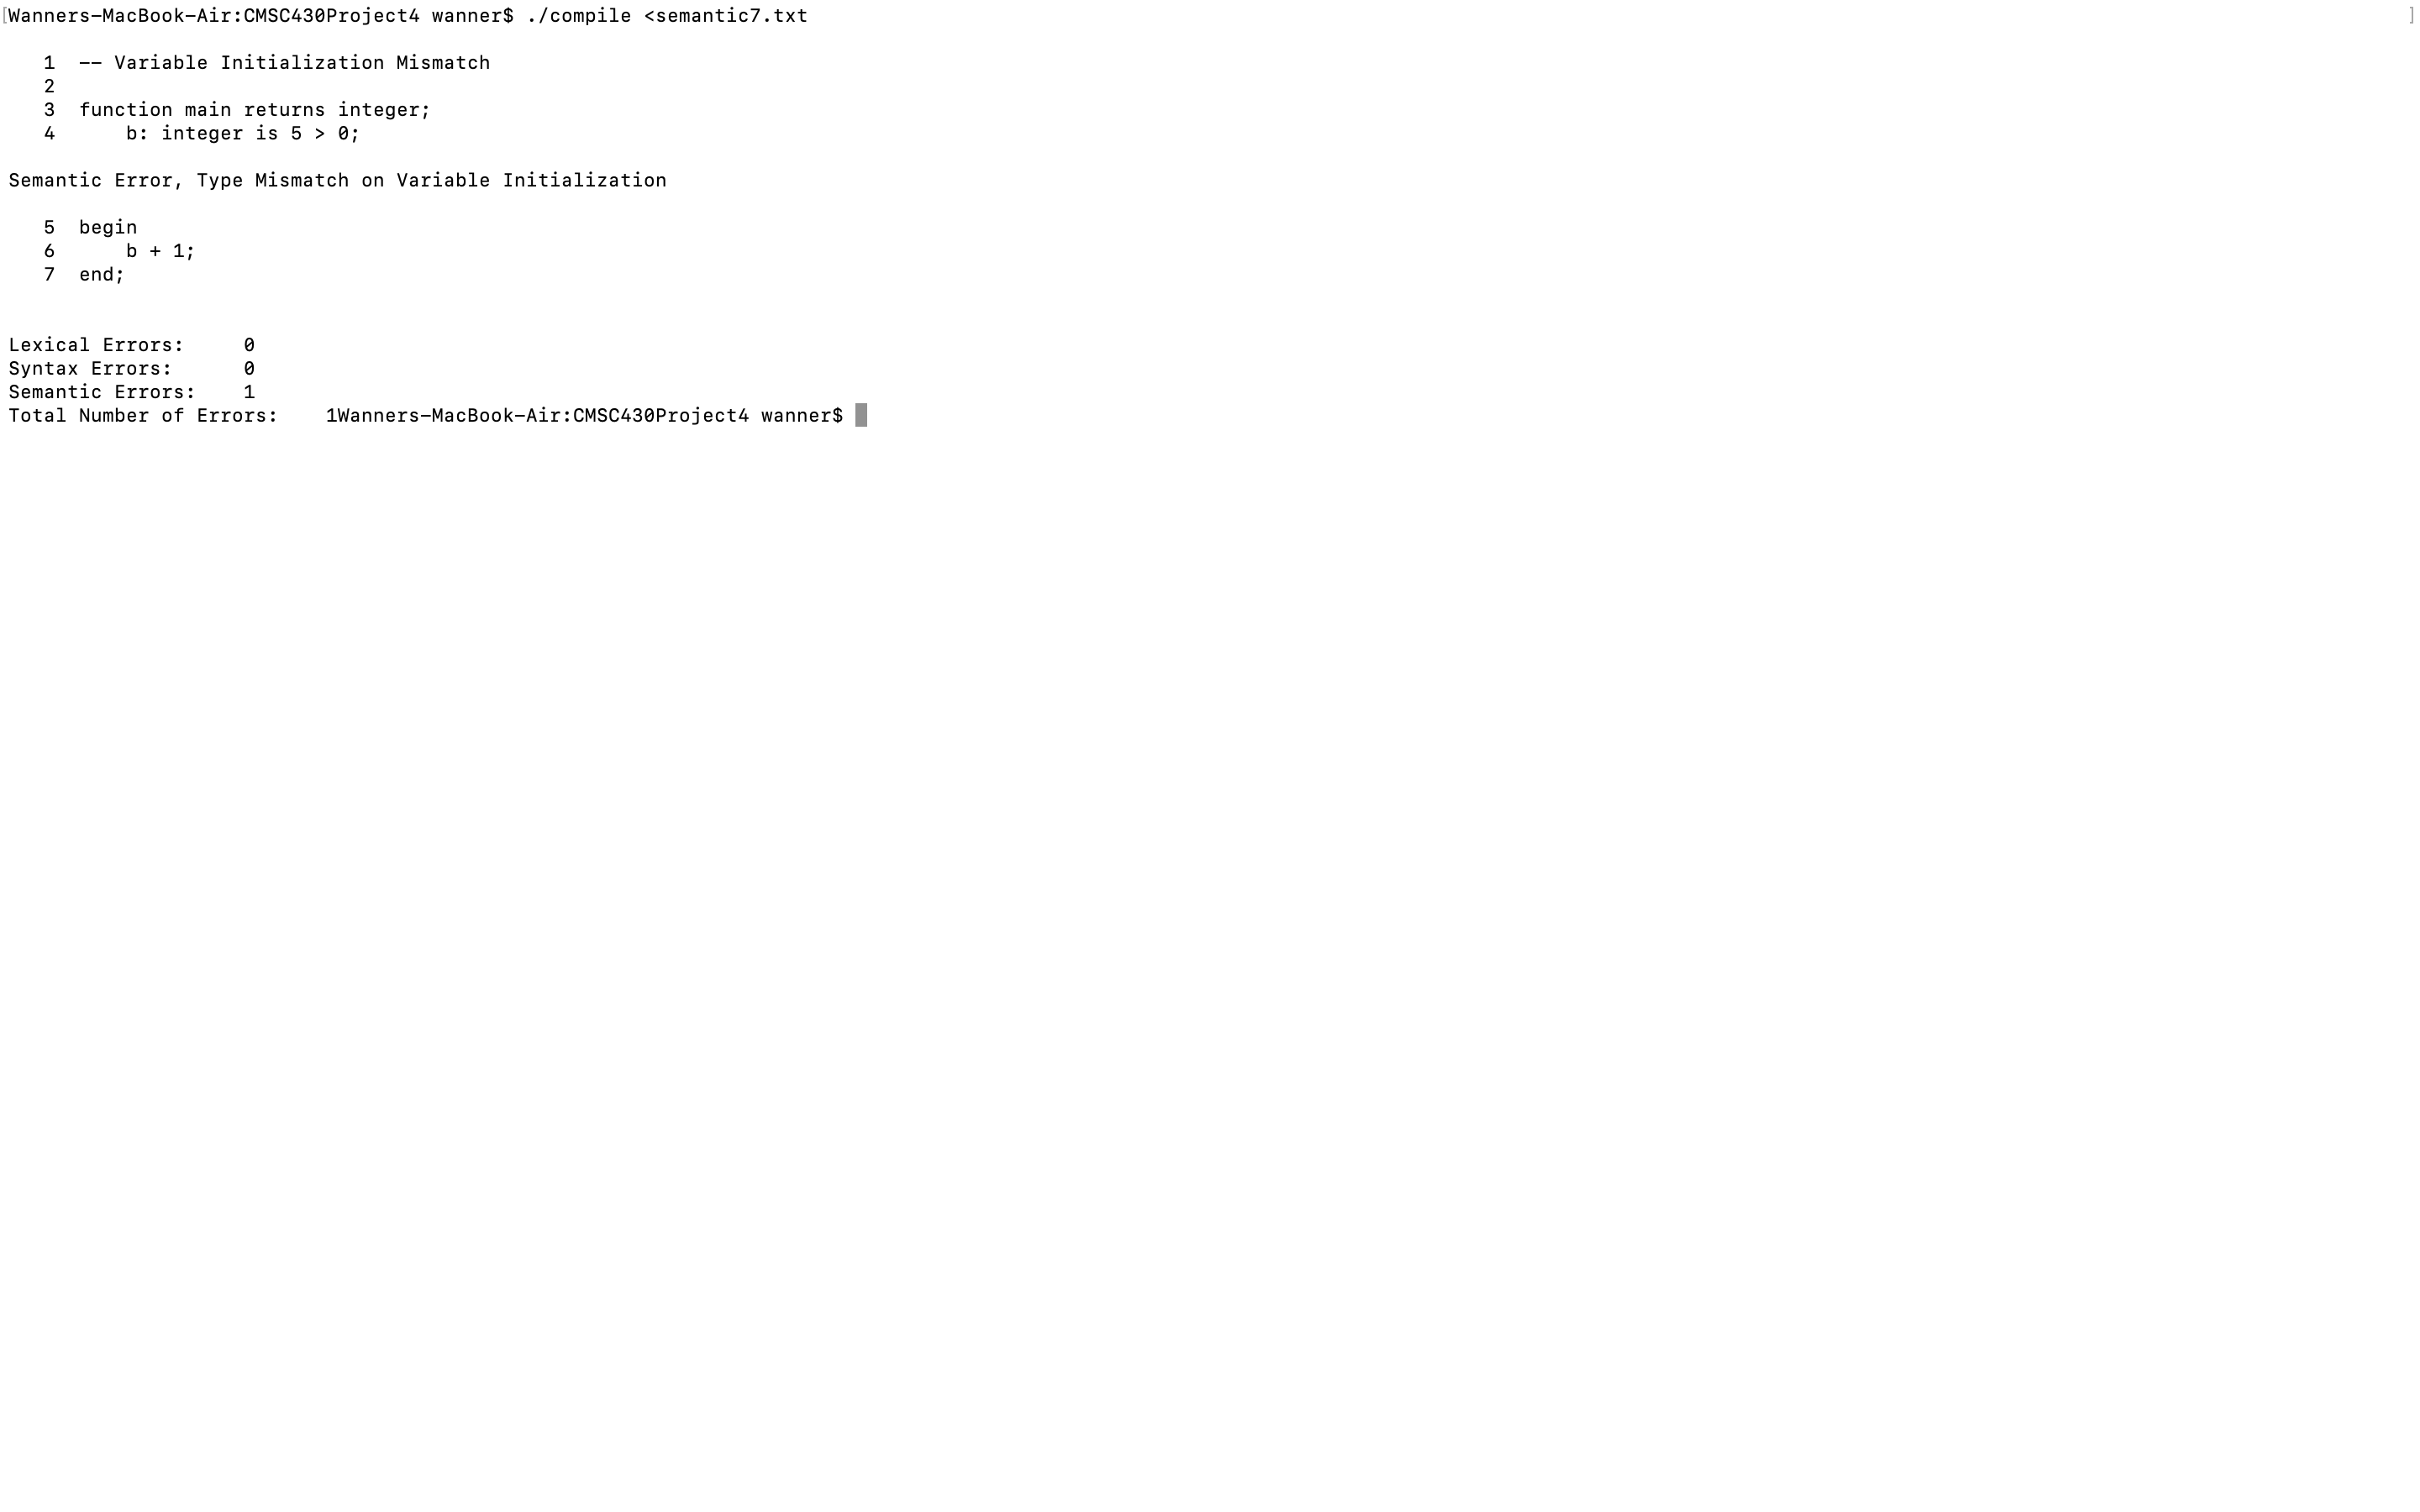 [Wanners-MacBook-Air:CMSC430Project4 wanner$ ./compile <semantic7.txt ]
1 -- Variable Initialization Mismatch
2
3 function main returns integer;
4 b: integer is 5 > 0;
Semantic Error, Type Mismatch on Variable Initialization
5 begin
6 b + 1;
7 end;
Lexical Errors: 0
Syntax Errors: 0
Semantic Errors: 1
Total Number of Errors: 1Wanners-MacBook-Air:CMSC430Project4 wanner$